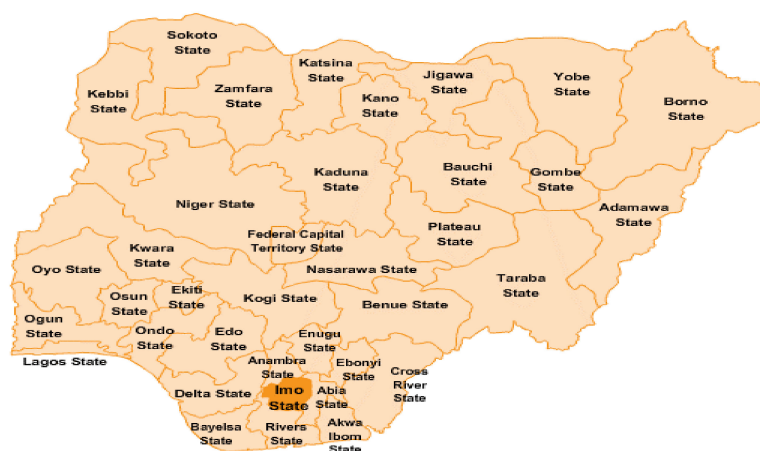 Sokoto
State
Katsina
State
Jigawa
State
Yobe
State
Kebbi
State
Zamfara
State
Kano
State
Borno
State
Kaduna
State
Bauchi
State
Gombe
State
Niger State
Adamawa
State
Federal Capital
Territory State
Plateau
State
Kwara
State
Oyo State
Nasarawa State
Taraba
State
Osun
State
Ekiti
State
Kogi State
Benue State
Ogun
State
Ondo
State
Edo
State
Enugu
State
Lagos State
Anambra
State
Ebonyi
State
Cross
River
State
Delta State
Imo
State
Abia
State
Bayelsa
State
Rivers
State
Akwa
Ibom
State